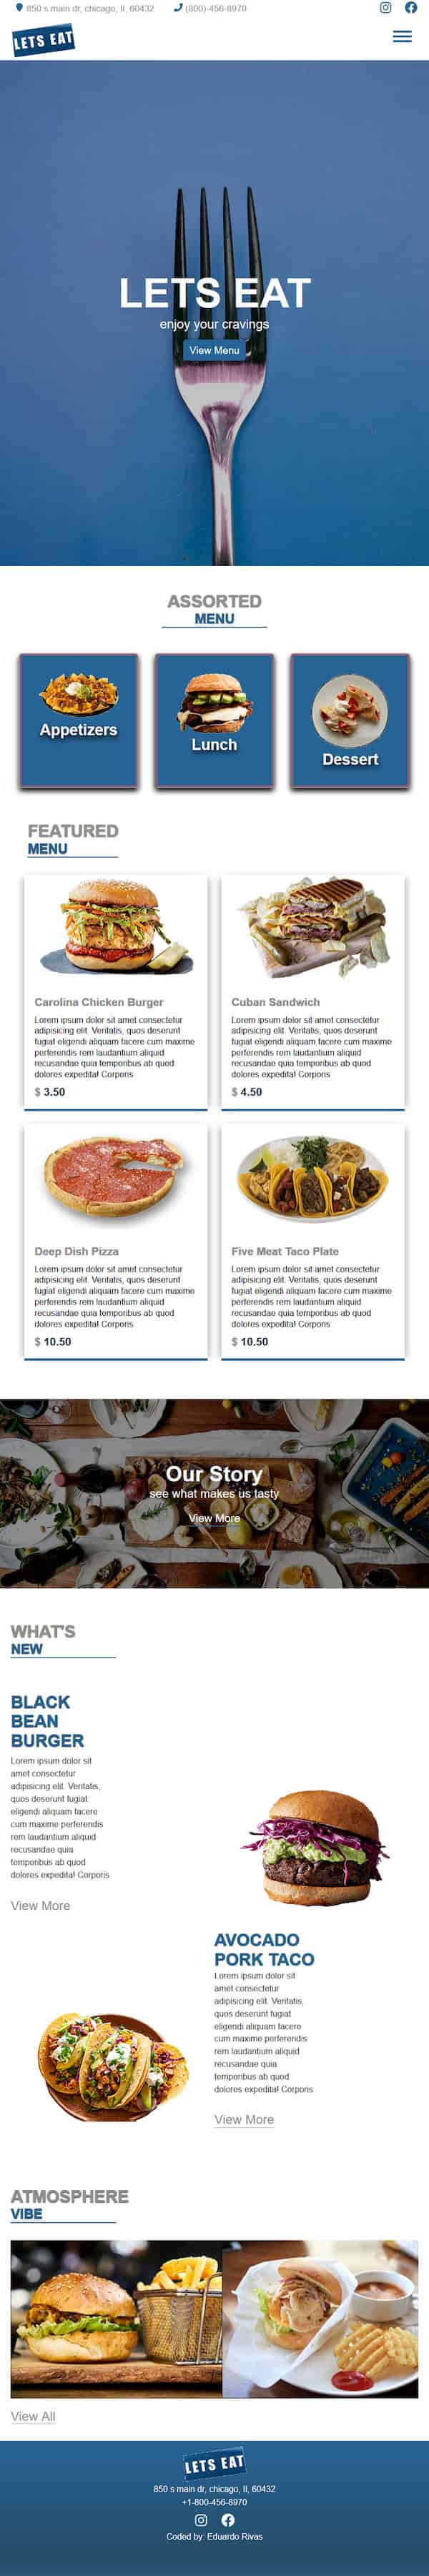 850 s main dr, chicago, Il, 60432 (800)-456-8970
LETS EAT
LETS EAT
enjoy your cravings
View Menu
ASSORTED
MENU
Appetizers
Lunch
Dessert
FEATURED
MENU
Carolina Chicken Burger
Lorem ipsum dolor sit amet consectetur
adipisicing elit. Veritatis, quos deserunt
fugiat eligendi aliquam facere cum maxime
perferendis rem laudantium aliquid
recusandae quia temporibus ab quod
dolores expedita! Corporis
$ 3.50
Cuban Sandwich
Lorem ipsum dolor sit amet consectetur
adipisicing elit. Veritatis, quos deserunt
fugiat eligendi aliquam facere cum maxime
perferendis rem laudantium aliquid
recusandae quia temporibus ab quod
dolores expedita! Corporis
$ 4.50
Deep Dish Pizza
Lorem ipsum dolor sit amet consectetur
adipisicing elit. Veritatis, quos deserunt
fugiat eligendi aliquam facere cum maxime
perferendis rem laudantium aliquid
recusandae quia temporibus ab quod
dolores expedita! Corporis
$ 10.50
Five Meat Taco Plate
Lorem ipsum dolor sit amet consectetur
adipisicing elit. Veritatis, quos deserunt
fugiat eligendi aliquam facere cum maxime
perferendis rem laudantium aliquid
recusandae quia temporibus ab quod
dolores expedita! Corporis
$ 10.50
Our Story
see what makes us tasty
View More
WHAT'S
NEW
BLACK
BEAN
BURGER
Lorem ipsum dolor sit
amet consectetur
adipisicing elit. Veritatis,
quos deserunt fugiat
eligendi aliquam facere
cum maxime perferendis
rem laudantium aliquid
recusandae quia
temporibus ab quod
dolores expedita! Corporis
View More
AVOCADO
PORK TACO
Lorem ipsum dolor sit
amet consectetur
adipisicing elit. Veritatis,
quos deserunt fugiat
eligendi aliquam facere
cum maxime perferendis
rem laudantium aliquid
recusandae quia
temporibus ab quod
dolores expedita! Corporis
View More
ATMOSPHERE
VIBE
View All
LETS EAT
850 s main dr, chicago, Il, 60432
+1-800-456-8970
Coded by: Eduardo Rivas